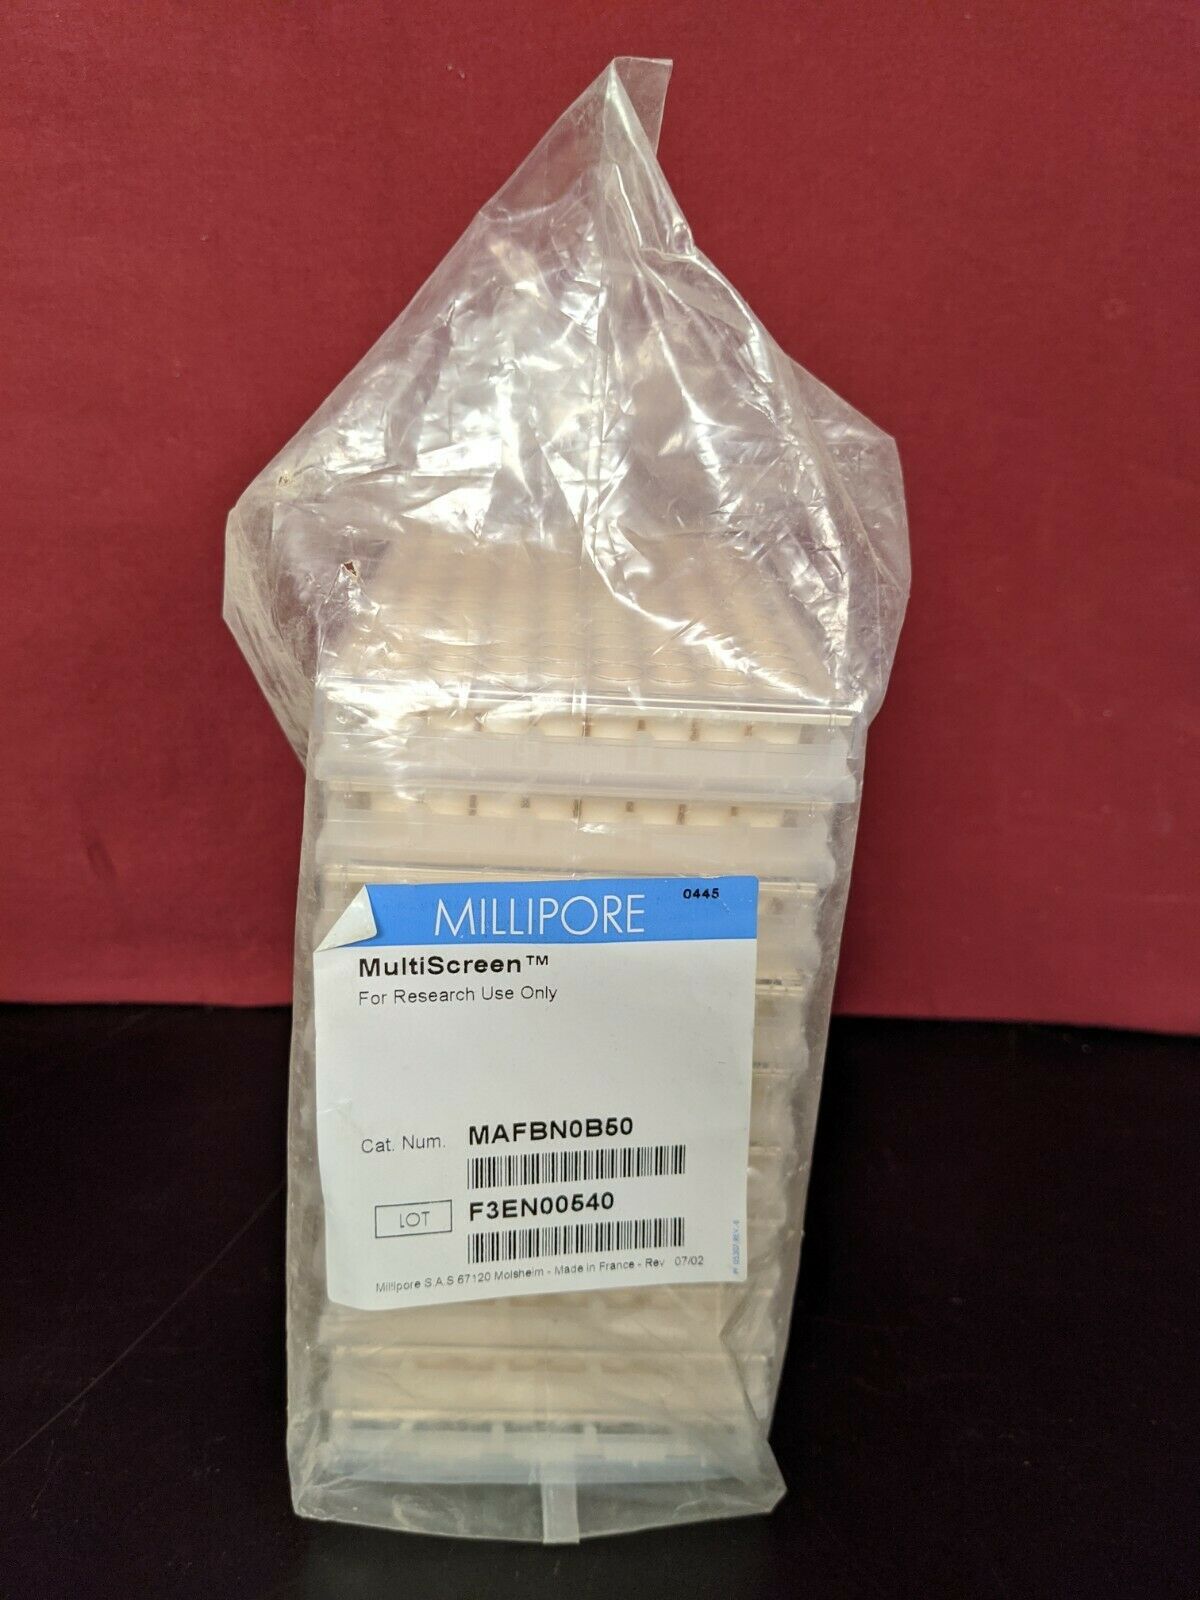 MILLIPORE 0445
MultiScreen™
For Research Use Only
Cat. Num. MAFBN0B50
LOT F3EN00540
Millipore S.A.S 67120 Molsheim - Made in France - Rev 07/02